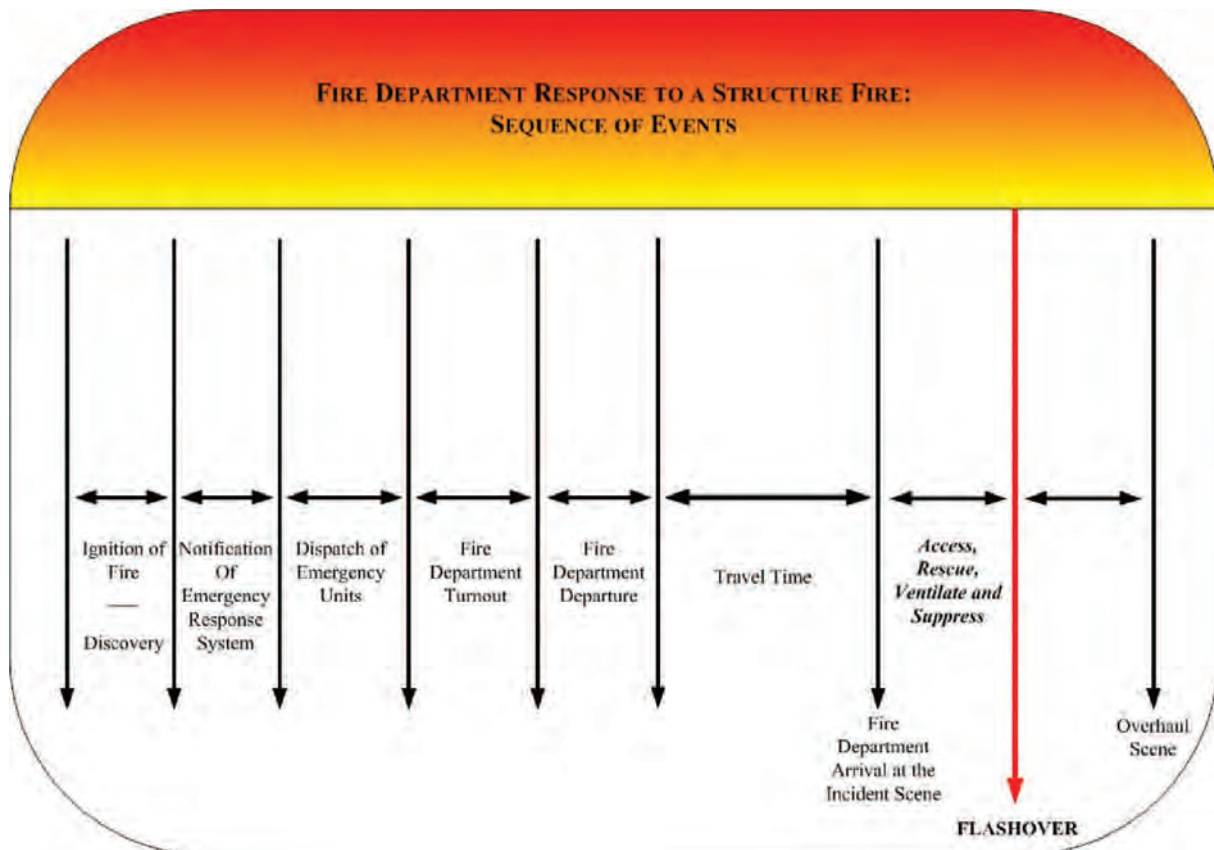 FIRE DEPARTMENT RESPONSE TO A STRUCTURE FIRE:
SEQUENCE OF EVENTS
Ignition of
Fire
Discovery
Notification
Of
Emergency
Response
System
Dispatch of
Emergency
Units
Fire
Department
Turnout
Fire
Department
Departure
Travel Time
Access,
Rescue,
Ventilate and
Suppress
Fire
Department
Arrival at the
Incident Scene
FLASHOVER
Overhaul
Scene